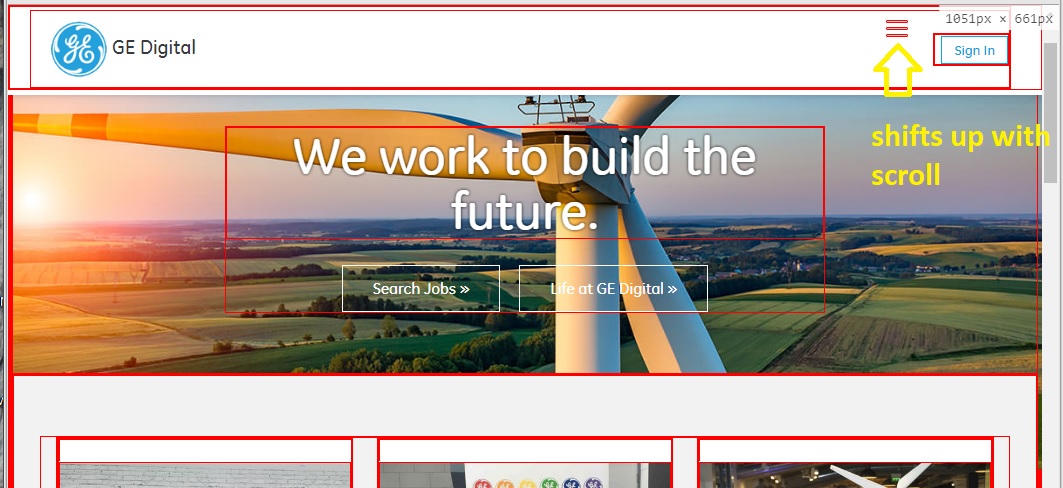 1051px × 661px
GE Digital
Sign In
shifts up with
scroll
We work to build the
future.
Search Jobs »
Life at GE Digital »